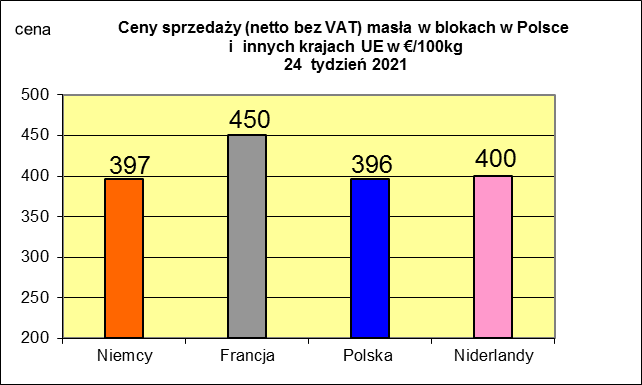 cena
Ceny sprzedaży (netto bez VAT) masła w blokach w Polsce
i innych krajach UE w €/100kg
24 tydzień 2021
500
450
400
350
300
250
200
397
450
396
400
Niemcy
Francja
Polska
Niderlandy